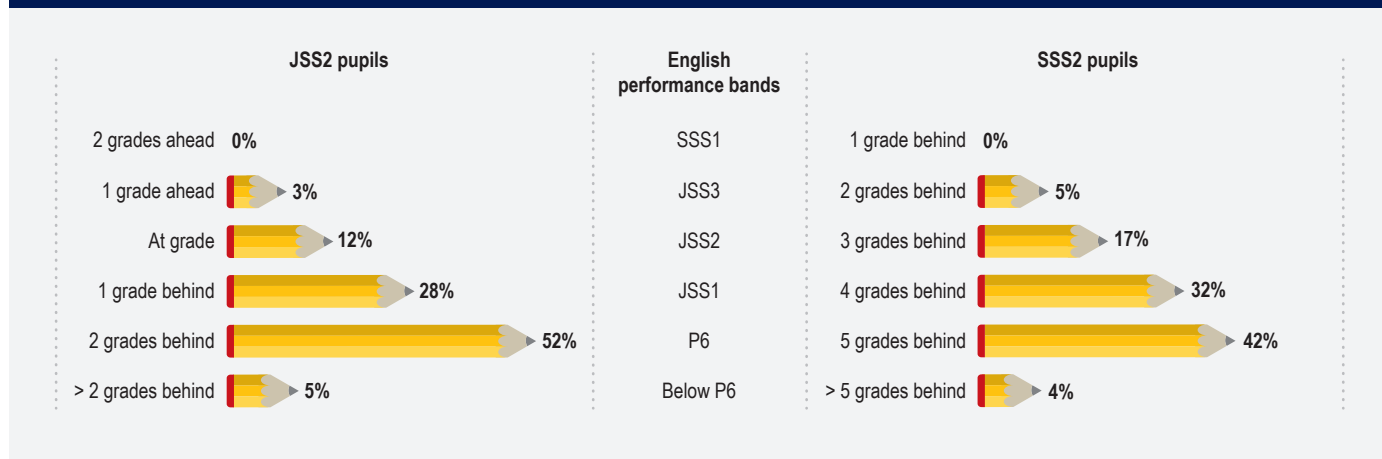 JSS2 pupils English SSS2 pupils
performance bands
2 grades ahead 0% SSS1 1 grade behind 0%
1 grade ahead 3% JSS3 2 grades behind 5%
At grade 12% JSS2 3 grades behind 17%
1 grade behind 28% JSS1 4 grades behind 32%
2 grades behind 52% P6 5 grades behind 42%
> 2 grades behind 5% Below P6 > 5 grades behind 4%